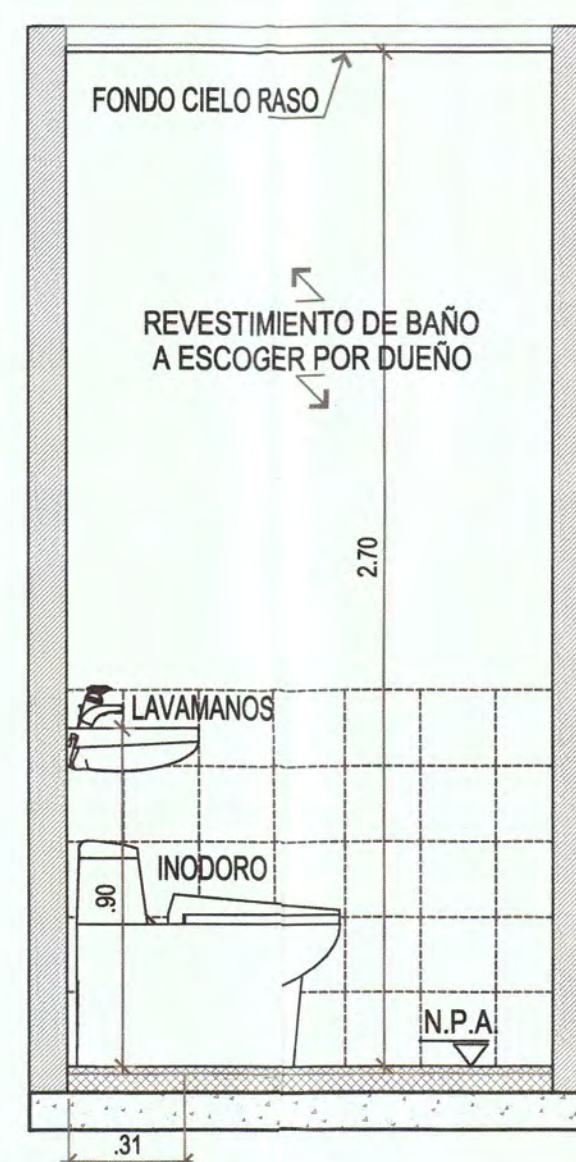 FONDO CIELO RASO
REVESTIMIENTO DE BAÑO
A ESCOGER POR DUEÑO
2.70
LAVAMANOS
INODORO
.90
N.P.A.
.31